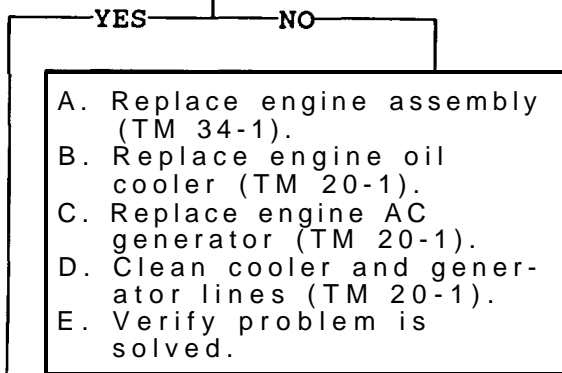 YES NO
A. Replace engine assembly
(TM 34-1).
B. Replace engine oil
cooler (TM 20-1).
C. Replace engine AC
generator (TM 20-1).
D. Clean cooler and gener-
ator lines (TM 20-1).
E. Verify problem is
solved.